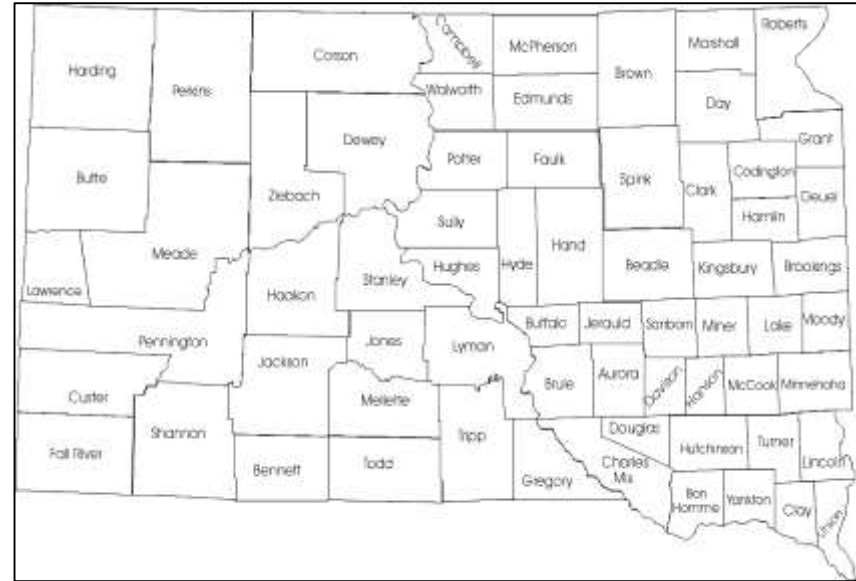 Harding
Perkins
Corson
Campbell
McPherson
Brown
Marshall
Roberts
Walworth
Edmunds
Day
Butte
Ziebach
Dewey
Potter
Faulk
Spink
Clark
Codington
Grant
Hamlin
Deuel
Lawrence
Meade
Sully
Hughes
Hyde
Hand
Beadle
Kingsbury
Brookings
Haakon
Stanley
Pennington
Jackson
Jones
Lyman
Buffalo
Jerauld
Sanborn
Miner
Lake
Moody
Custer
Shannon
Mellette
Tripp
Brule
Aurora
Davison
Hanson
McCook
Minnehaha
Fall River
Bennett
Todd
Gregory
Charles
Mix
Douglas
Hutchinson
Turner
Lincoln
Bon
Homme
Yankton
Clay
Union